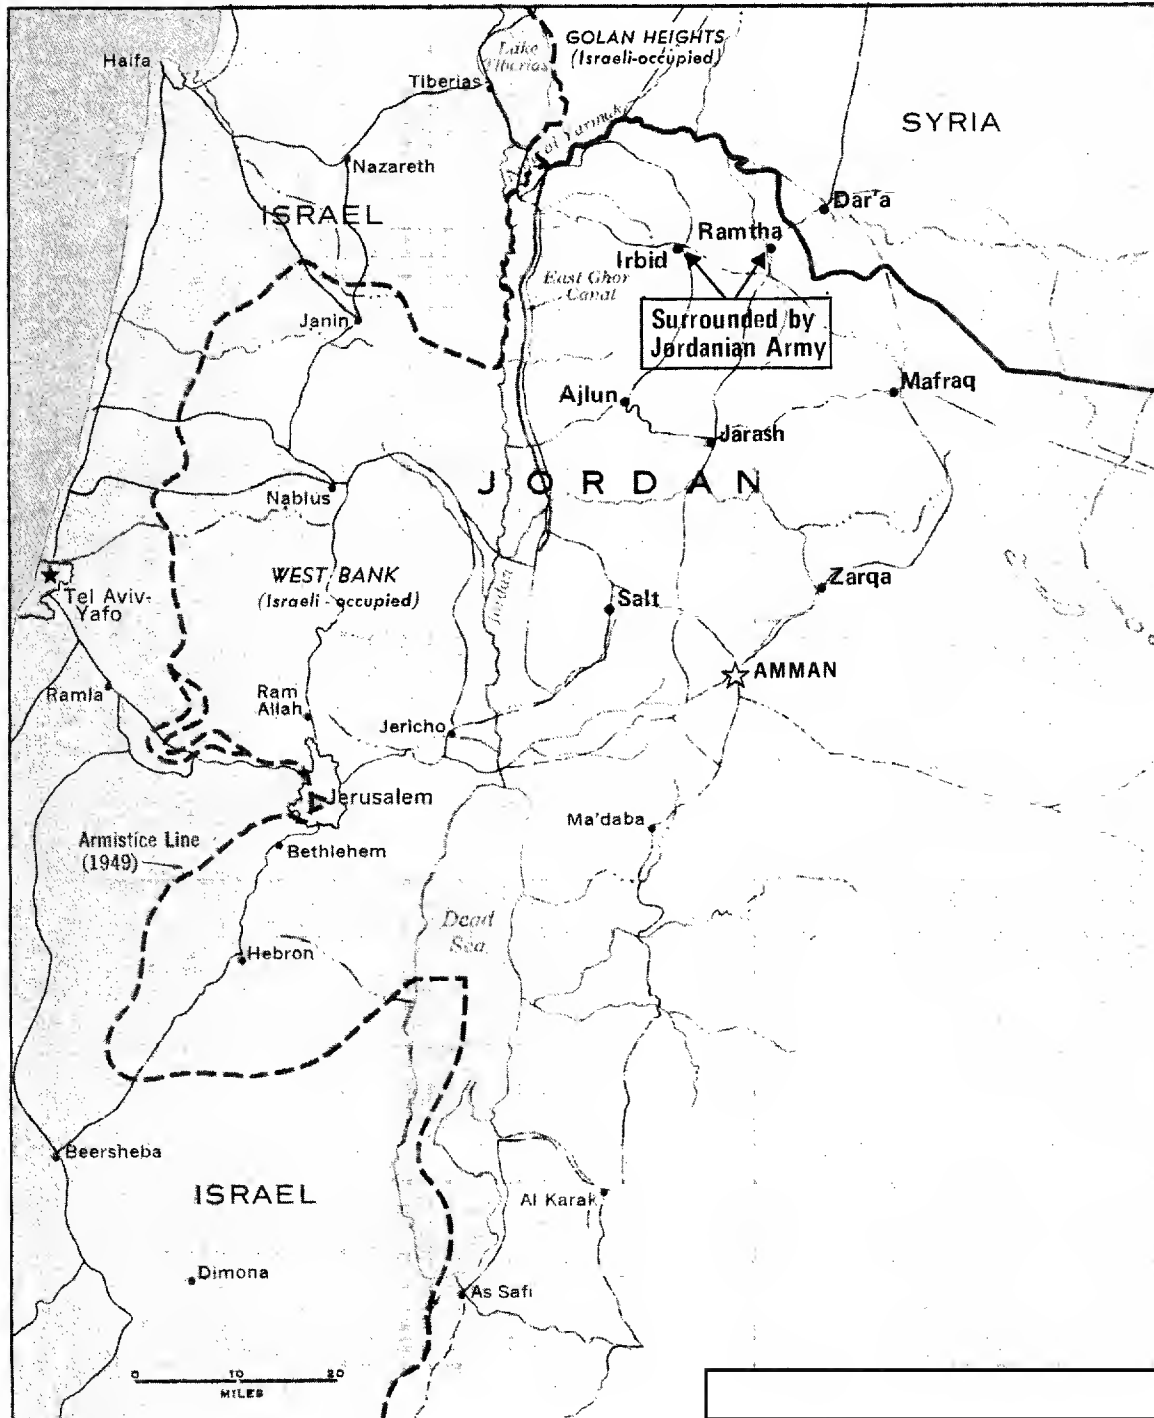 GOLAN HEIGHTS
(Israeli-occupied)
Lake
Tiberias
Haifa
Tiberias
SYRIA
Yarmuk
Nazareth
Dar'a
ISRAEL
Ramtha
Irbid
East Ghor
Canal
Janin
Surrounded by
Jordanian Army
Ajlun
Mafraq
Jarash
JORDAN
Nablus
WEST BANK
(Israeli-occupied)
Jordan
Tel Aviv-
Yafo
Zarqa
Salt
AMMAN
Ramla
Ram
Allah
Jericho
Jerusalem
Ma'daba
Armistice Line
(1949)
Bethlehem
Dead
Sea
Hebron
Beersheba
ISRAEL
Al Karak
Dimona
As Safi
0 10 20
MILES